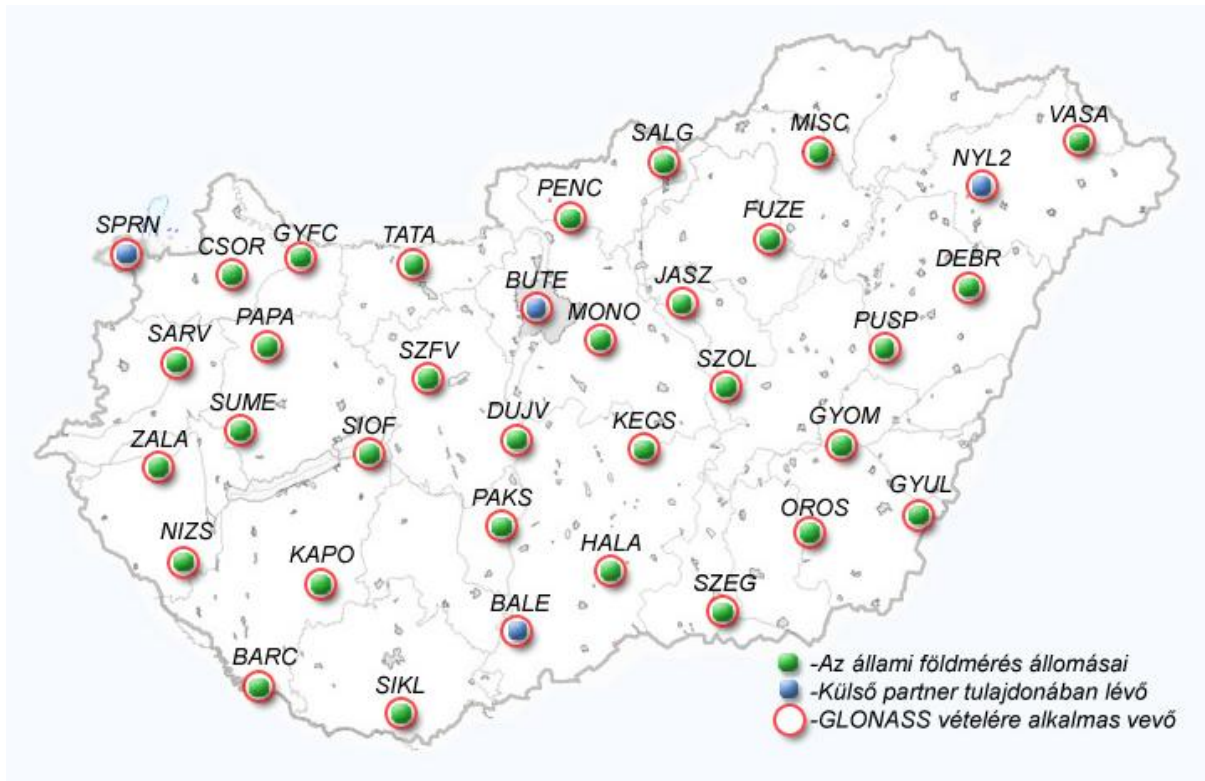 VASA
MISC
SALG
NYL2
PENC
FUZE
SPRN
GYFC
TATA
CSOR
DEBR
JASZ
BUTE
MONO
PAPA
PUSP
SARV
SZFV
SZOL
SUME
DUJV
KECS
GYOM
SIOF
ZALA
GYUL
PAKS
OROS
NIZS
HALA
KAPO
SZEG
BALE
BARC
SIKL
-Az állami földmérés állomásai
-Külső partner tulajdonában lévő
-GLONASS vételére alkalmas vevő